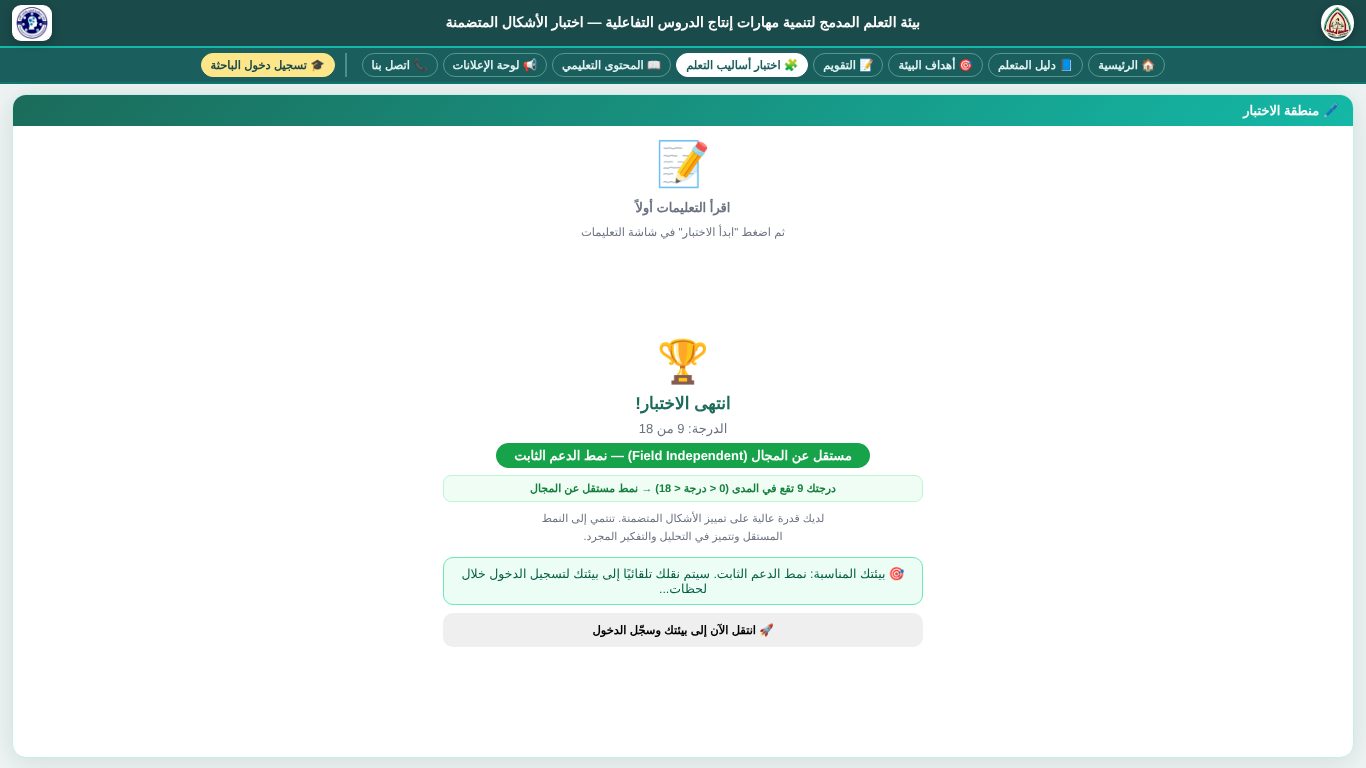 بيئة التعلم المدمج لتنمية مهارات إنتاج الدروس التفاعلية — اختبار الأشكال المتضمنة
🏠 الرئيسية
📘 دليل المتعلم
🎯 أهداف البيئة
📝 التقويم
🧩 اختبار أساليب التعلم
📖 المحتوى التعليمي
📢 لوحة الإعلانات
📞 اتصل بنا
🎓 تسجيل دخول الباحثة
🖊️ منطقة الاختبار
اقرأ التعليمات أولاً
ثم اضغط "ابدأ الاختبار" في شاشة التعليمات
انتهى الاختبار!
الدرجة: 9 من 18
مستقل عن المجال (Field Independent) — نمط الدعم الثابت
درجتك 9 تقع في المدى (0 < درجة < 18) → نمط مستقل عن المجال
لديك قدرة عالية على تمييز الأشكال المتضمنة. تنتمي إلى النمط
المستقل وتتميز في التحليل والتفكير المجرد.
🎯 بيئتك المناسبة: نمط الدعم الثابت. سيتم نقلك تلقائيًا إلى بيئتك لتسجيل الدخول خلال
لحظات...
🚀 انتقل الآن إلى بيئتك وسجّل الدخول